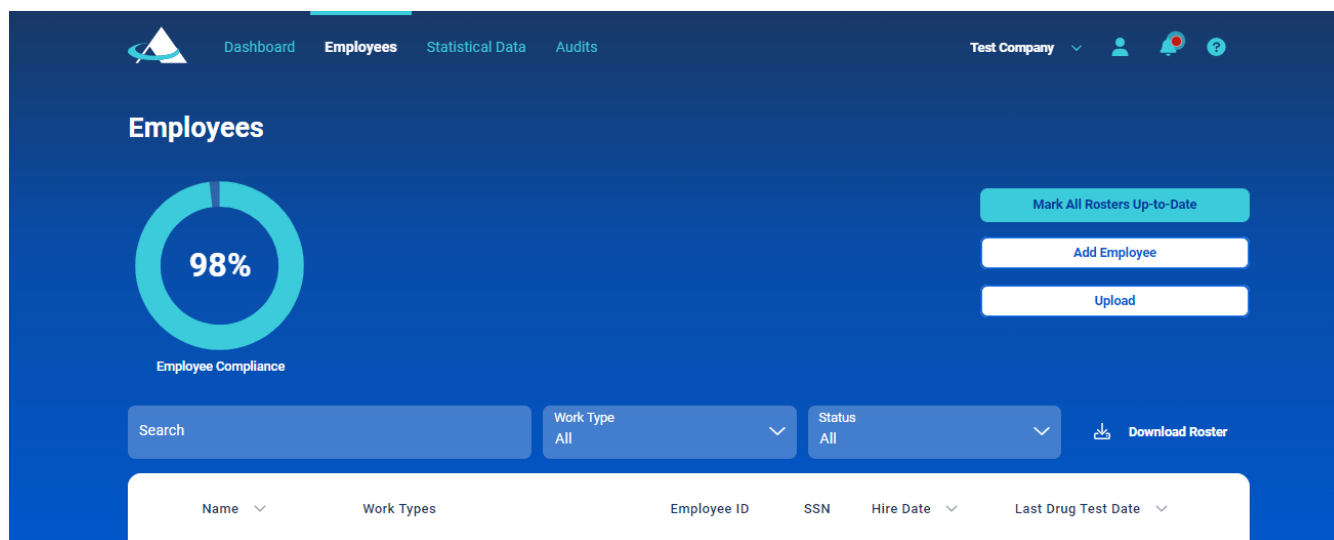 Dashboard Employees Statistical Data Audits Test Company ?
Employees
98%
Employee Compliance
Mark All Rosters Up-to-Date
Add Employee
Upload
Search
Work Type
All
Status
All
Download Roster
Name Work Types Employee ID SSN Hire Date Last Drug Test Date